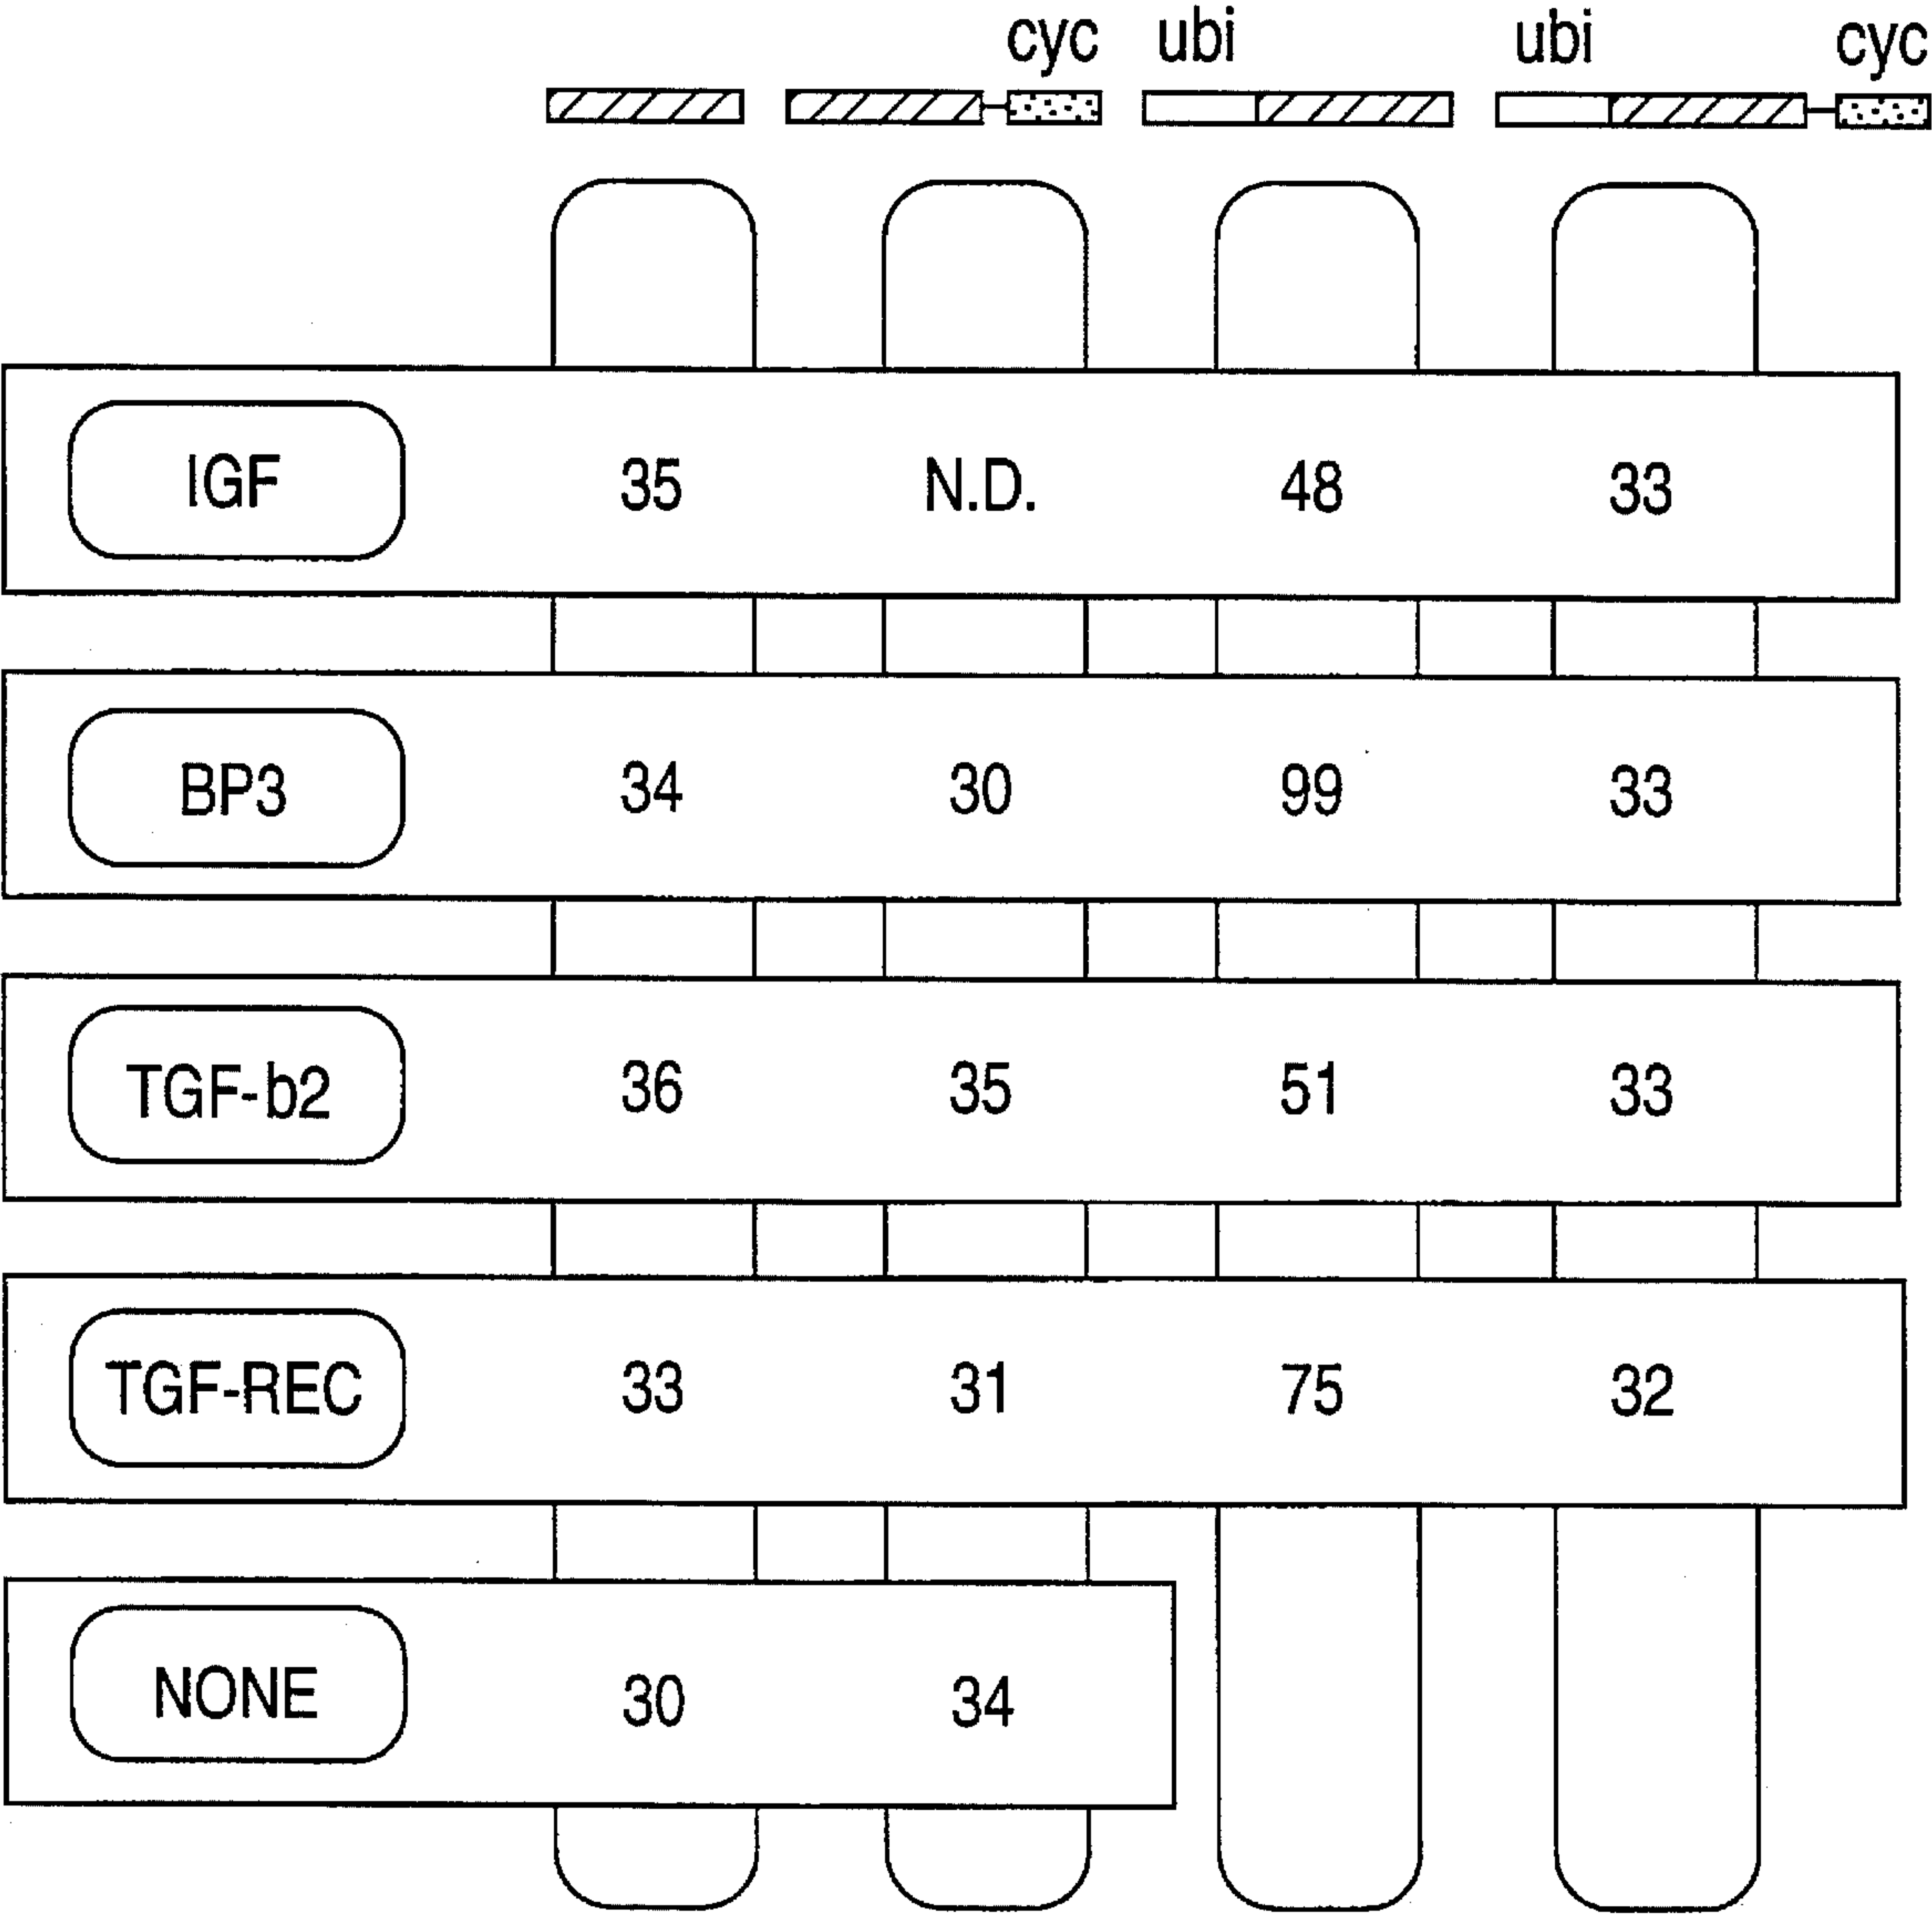 cyc ubi ubi cyc
IGF 35 N.D. 48 33
BP3 34 30 99 33
TGF-b2 36 35 51 33
TGF-REC 33 31 75 32
NONE 30 34